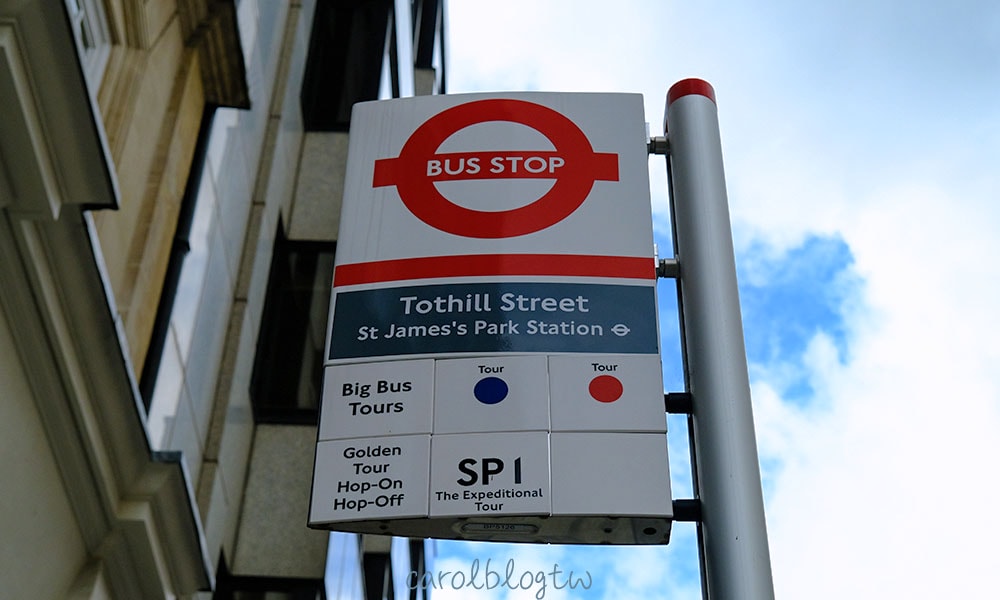 BUS STOP
Tothill Street
St James's Park Station
Big Bus
Tours
Tour
Tour
Golden
Tour
Hop-On
Hop-Off
SP1
The Expeditional
Tour
carolblogtw